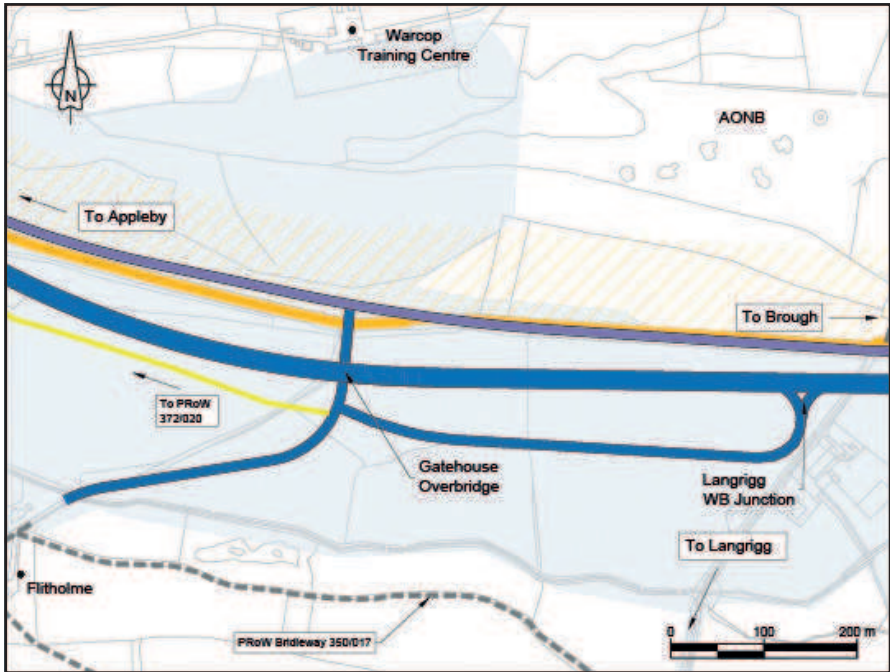 Warcop
Training Centre
N
AONB
To Appleby
To Brough
To PRoW
372/020
Gatehouse
Overbridge
Langrigg
WB Junction
To Langrigg
Flitholme
PRoW Bridleway 350/017
0 100 200 m